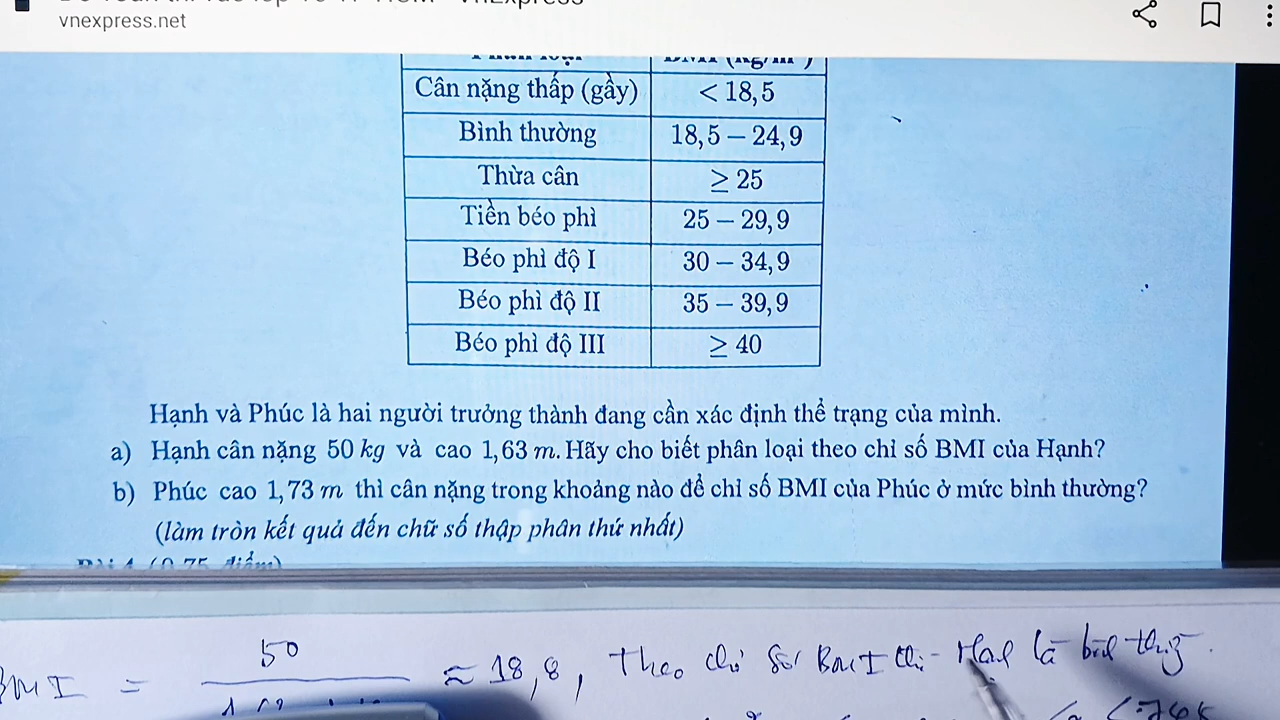 vnexpress.net
Cân nặng thấp (gầy) < 18,5
Bình thường 18,5 – 24,9
Thừa cân ≥ 25
Tiền béo phì 25 – 29,9
Béo phì độ I 30 – 34,9
Béo phì độ II 35 – 39,9
Béo phì độ III ≥ 40
Hạnh và Phúc là hai người trưởng thành đang cần xác định thể trạng của mình.
a) Hạnh cân nặng 50 kg và cao 1,63 m. Hãy cho biết phân loại theo chỉ số BMI của Hạnh?
b) Phúc cao 1,73 m thì cân nặng trong khoảng nào để chỉ số BMI của Phúc ở mức bình thường?
(làm tròn kết quả đến chữ số thập phân thứ nhất)
50
BMI = ≈ 18,8, Theo chỉ số BMI thì là